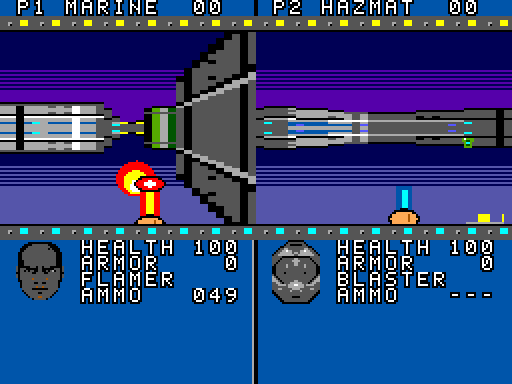 P1 MARINE 00 P2 HAZMAT 00
HEALTH 100 HEALTH 100
ARMOR 0 ARMOR 0
FLAMER BLASTER
AMMO 049 AMMO ---